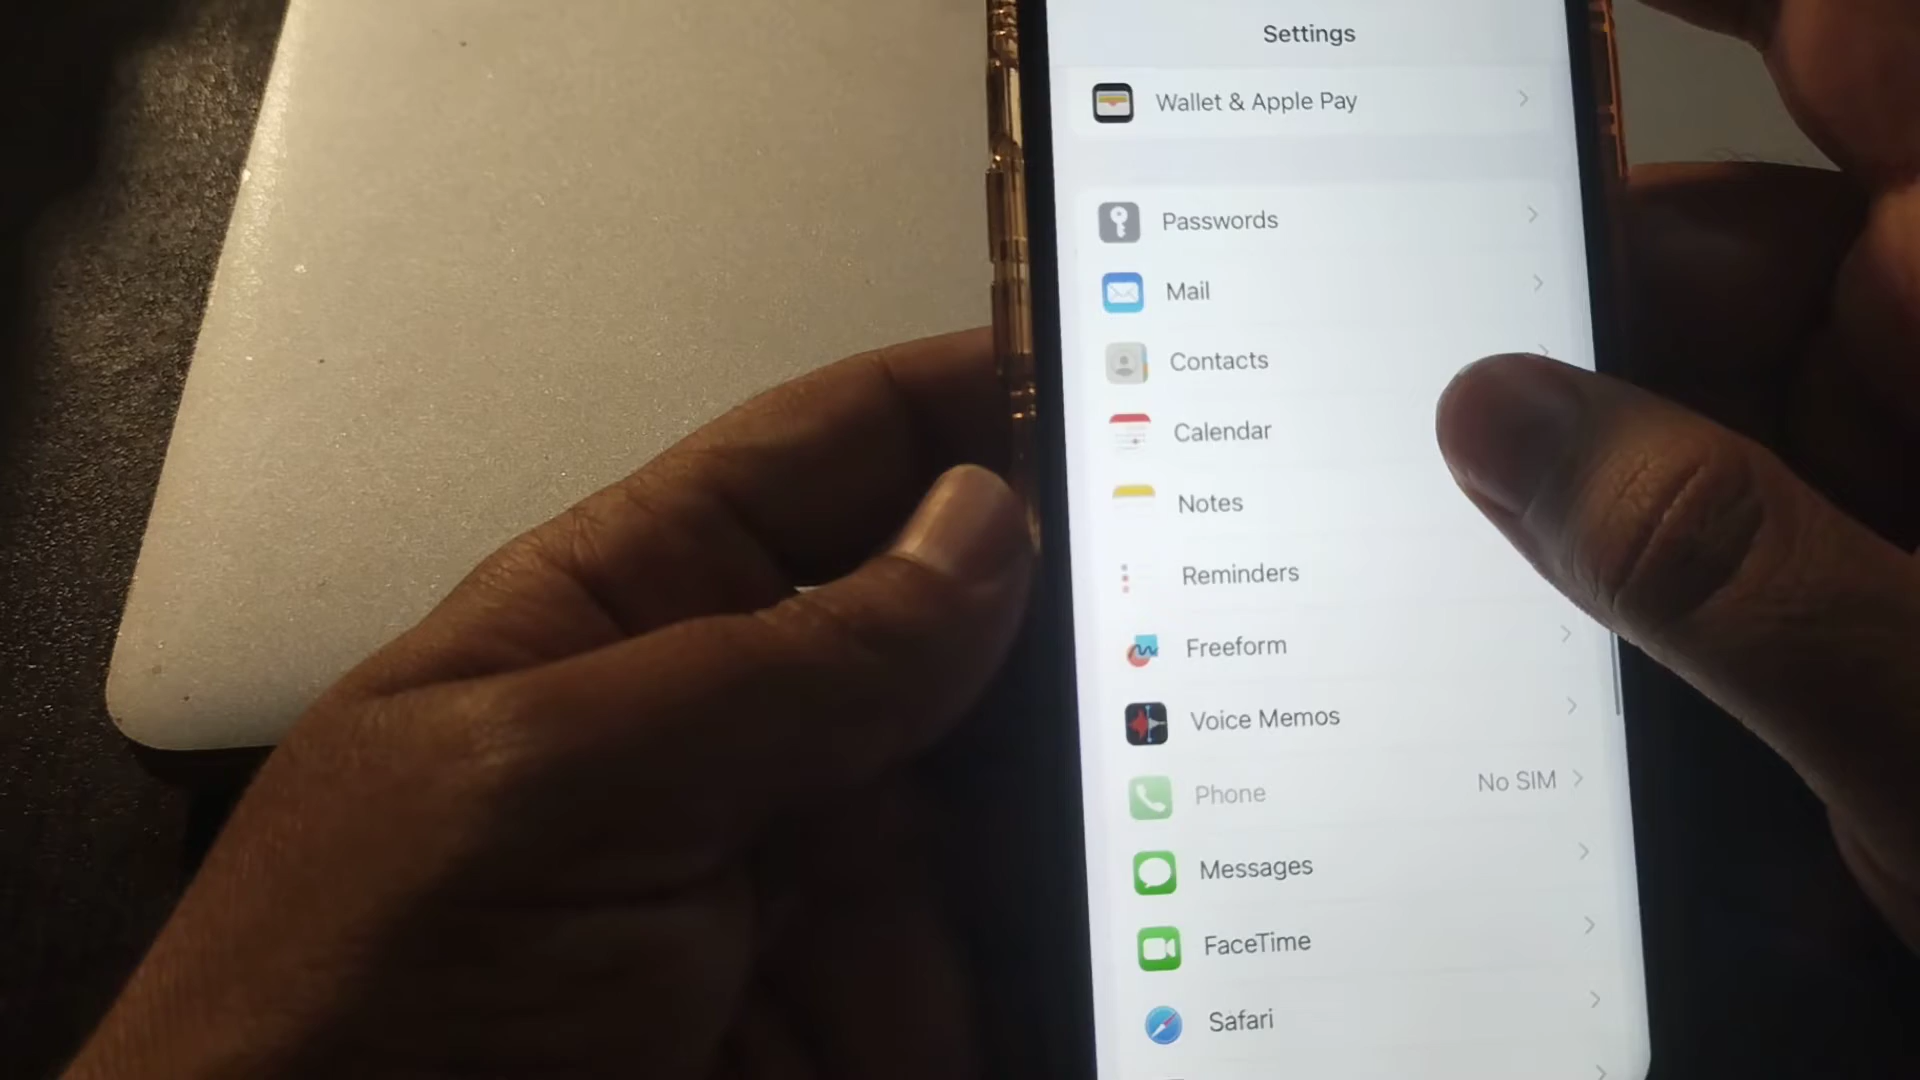 Settings
Wallet & Apple Pay
Passwords
Mail
Contacts
Calendar
Notes
Reminders
Freeform
Voice Memos
Phone No SIM
Messages
FaceTime
Safari